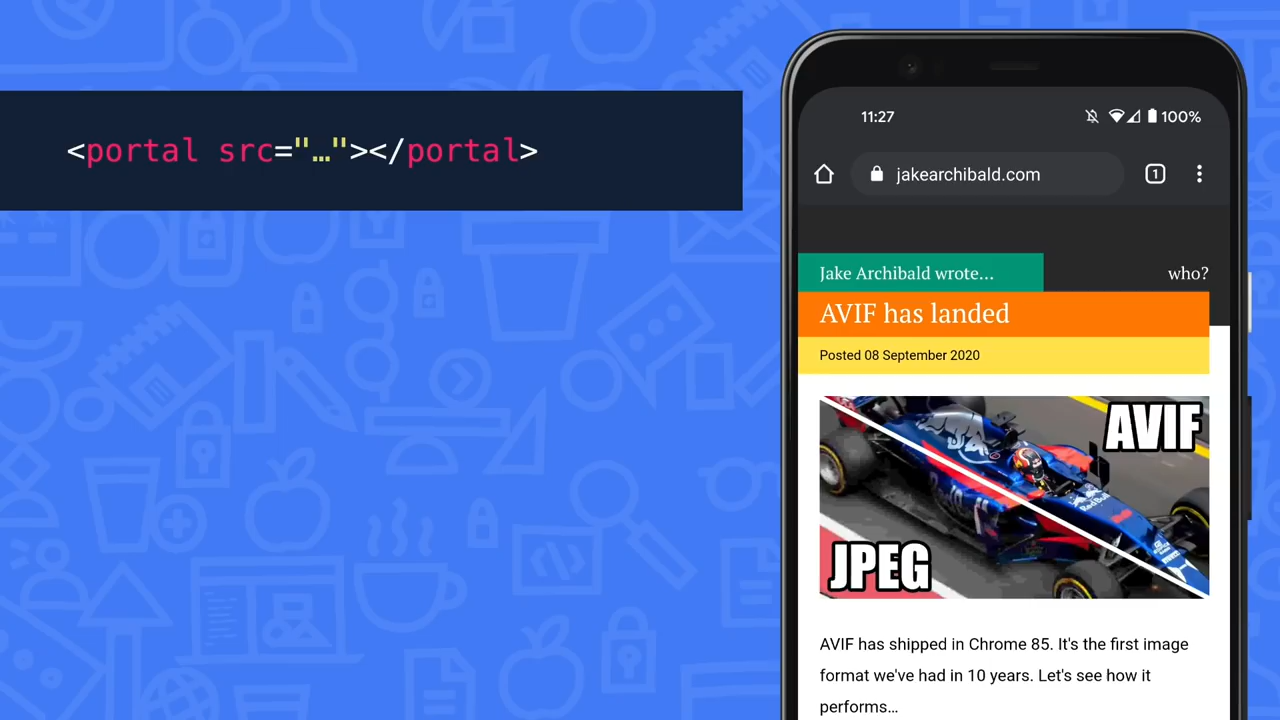 <portal src="…"></portal>
11:27
100%
jakearchibald.com
1
Jake Archibald wrote…
who?
AVIF has landed
Posted 08 September 2020
AVIF
JPEG
AVIF has shipped in Chrome 85. It's the first image
format we've had in 10 years. Let's see how it
performs…